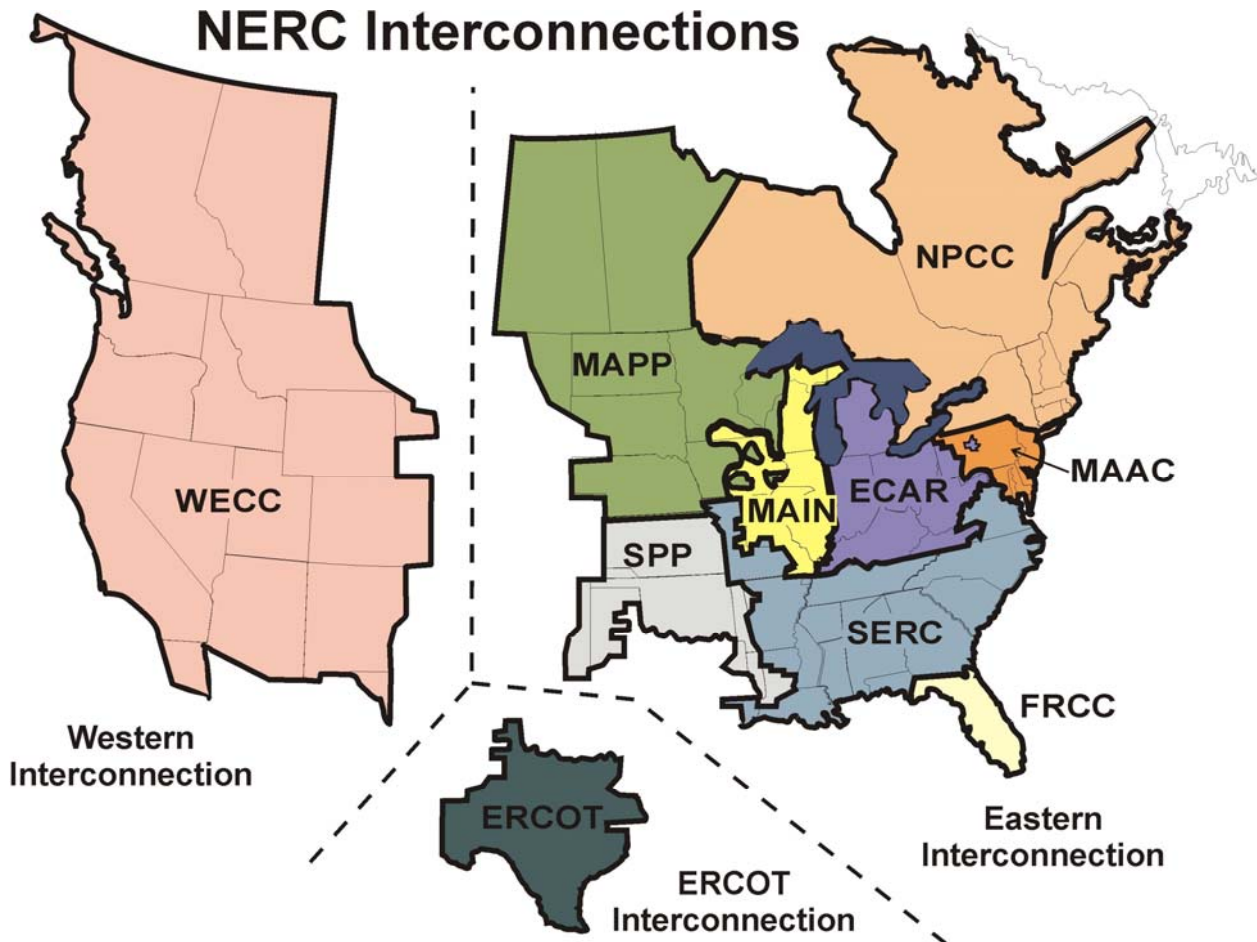 NERC Interconnections
NPCC
MAPP
MAAC
ECAR
MAIN
WECC
SPP
SERC
FRCC
Western
Interconnection
ERCOT
Eastern
Interconnection
ERCOT
Interconnection